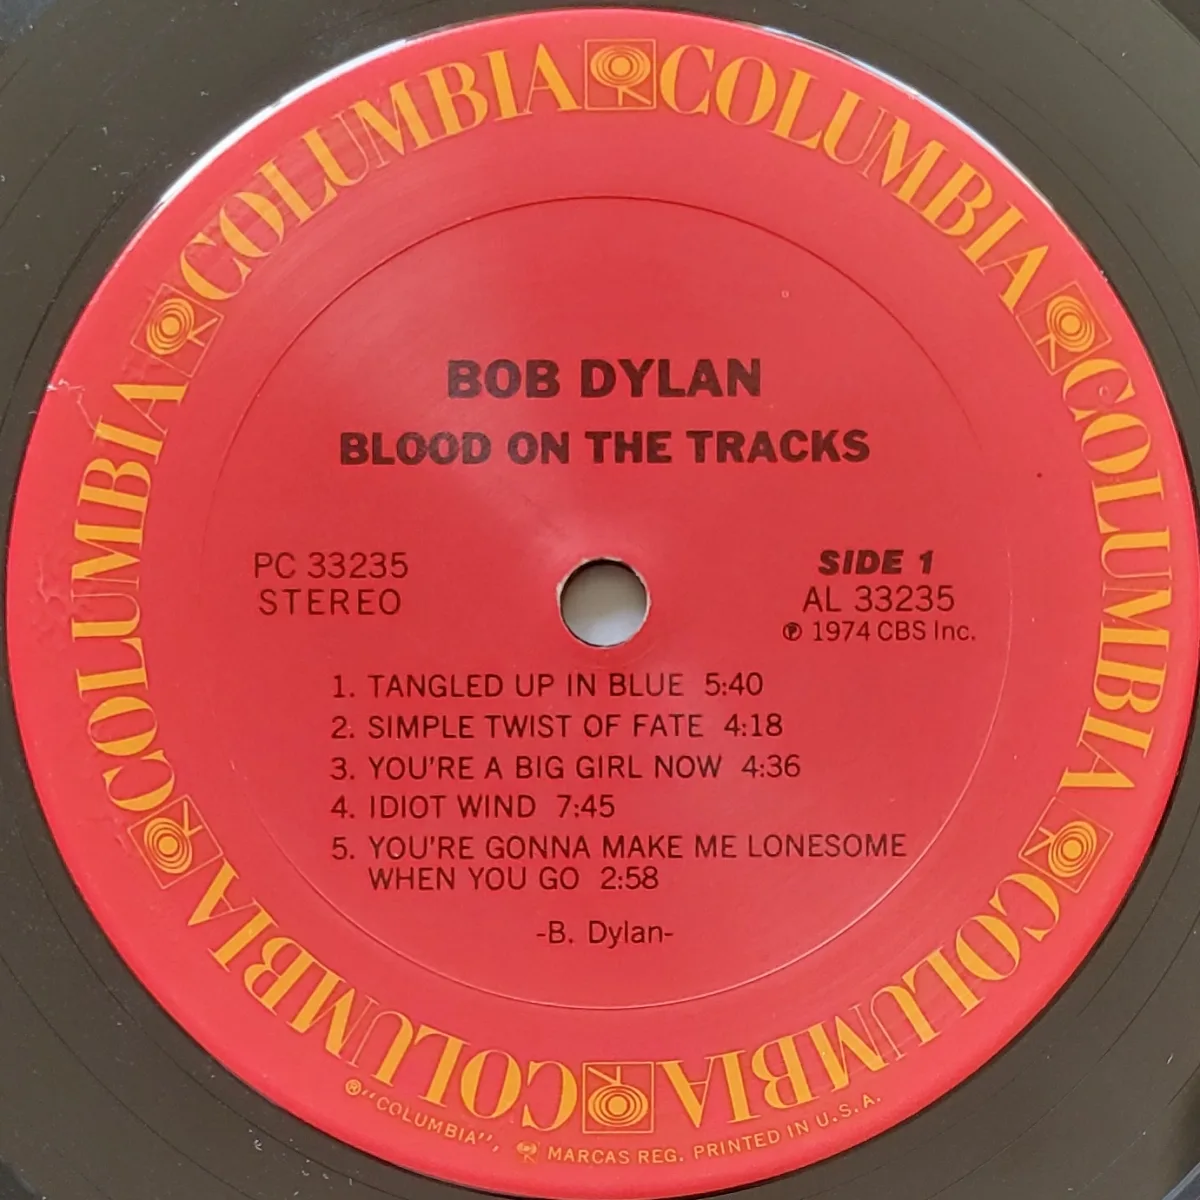 COLUMBIA COLUMBIA COLUMBIA COLUMBIA COLUMBIA COLUMBIA
BOB DYLAN
BLOOD ON THE TRACKS
PC 33235
STEREO
SIDE 1
AL 33235
℗ 1974 CBS Inc.
1. TANGLED UP IN BLUE 5:40
2. SIMPLE TWIST OF FATE 4:18
3. YOU'RE A BIG GIRL NOW 4:36
4. IDIOT WIND 7:45
5. YOU'RE GONNA MAKE ME LONESOME
WHEN YOU GO 2:58
-B. Dylan-
®"COLUMBIA", MARCAS REG. PRINTED IN U.S.A.